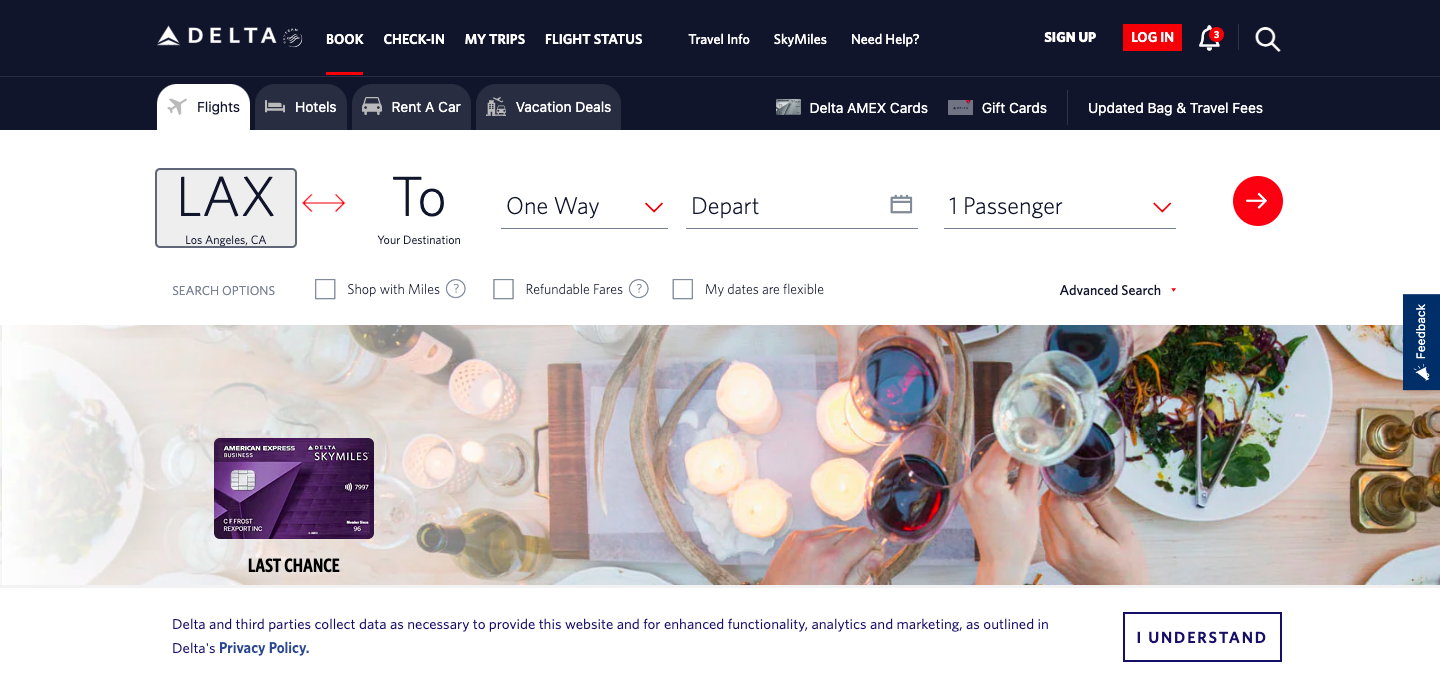 DELTA
BOOK
CHECK-IN
MY TRIPS
FLIGHT STATUS
Travel Info
SkyMiles
Need Help?
SIGN UP
LOG IN
3
Flights
Hotels
Rent A Car
Vacation Deals
Delta AMEX Cards
Gift Cards
Updated Bag & Travel Fees
LAX
Los Angeles, CA
To
Your Destination
One Way
Depart
1 Passenger
SEARCH OPTIONS
Shop with Miles ?
Refundable Fares ?
My dates are flexible
Advanced Search
Feedback
AMERICAN EXPRESS
BUSINESS
DELTA
SKYMILES
7997
C F FROST
REXPORT INC
Member Since
96
LAST CHANCE
Delta and third parties collect data as necessary to provide this website and for enhanced functionality, analytics and marketing, as outlined in
Delta's Privacy Policy.
I UNDERSTAND